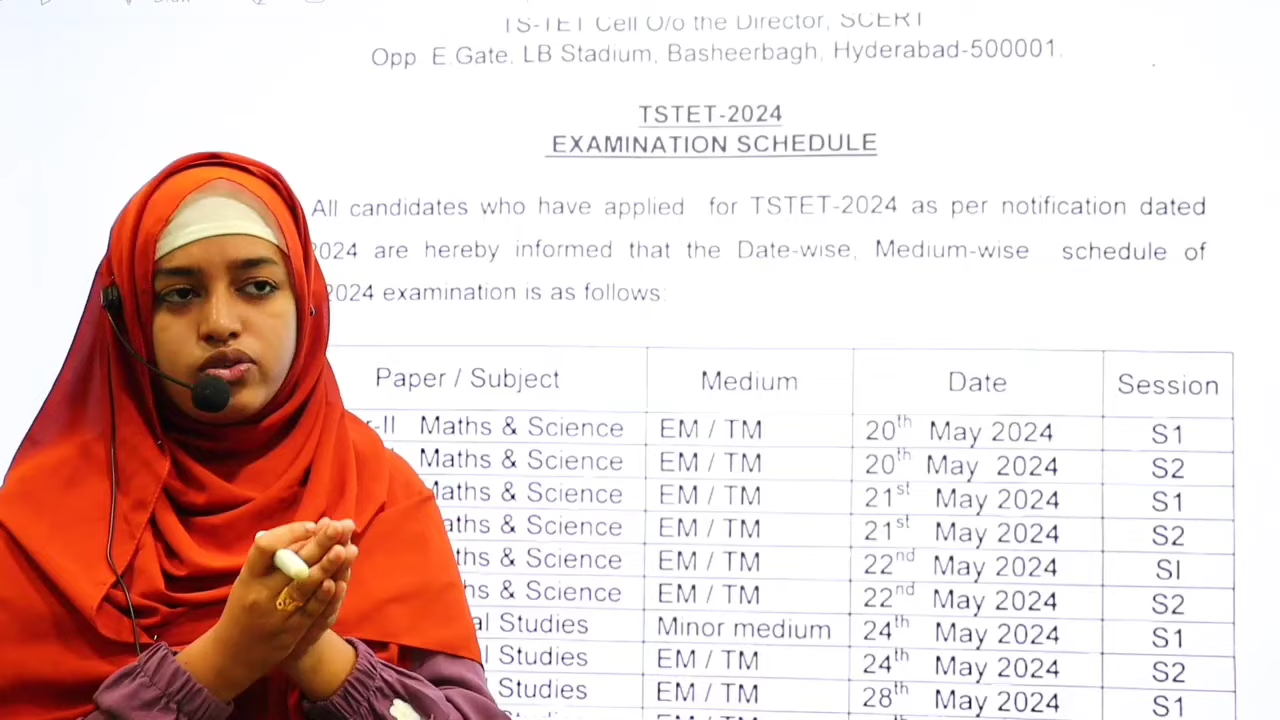 TS-TET Cell O/o the Director, SCERT
Opp E.Gate, LB Stadium, Basheerbagh, Hyderabad-500001.
TSTET-2024
EXAMINATION SCHEDULE
All candidates who have applied for TSTET-2024 as per notification dated
2024 are hereby informed that the Date-wise, Medium-wise schedule of
2024 examination is as follows:
Paper / Subject Medium Date Session
-II Maths & Science EM / TM 20th May 2024 S1
Maths & Science EM / TM 20th May 2024 S2
Maths & Science EM / TM 21st May 2024 S1
aths & Science EM / TM 21st May 2024 S2
ths & Science EM / TM 22nd May 2024 SI
hs & Science EM / TM 22nd May 2024 S2
al Studies Minor medium 24th May 2024 S1
l Studies EM / TM 24th May 2024 S2
Studies EM / TM 28th May 2024 S1